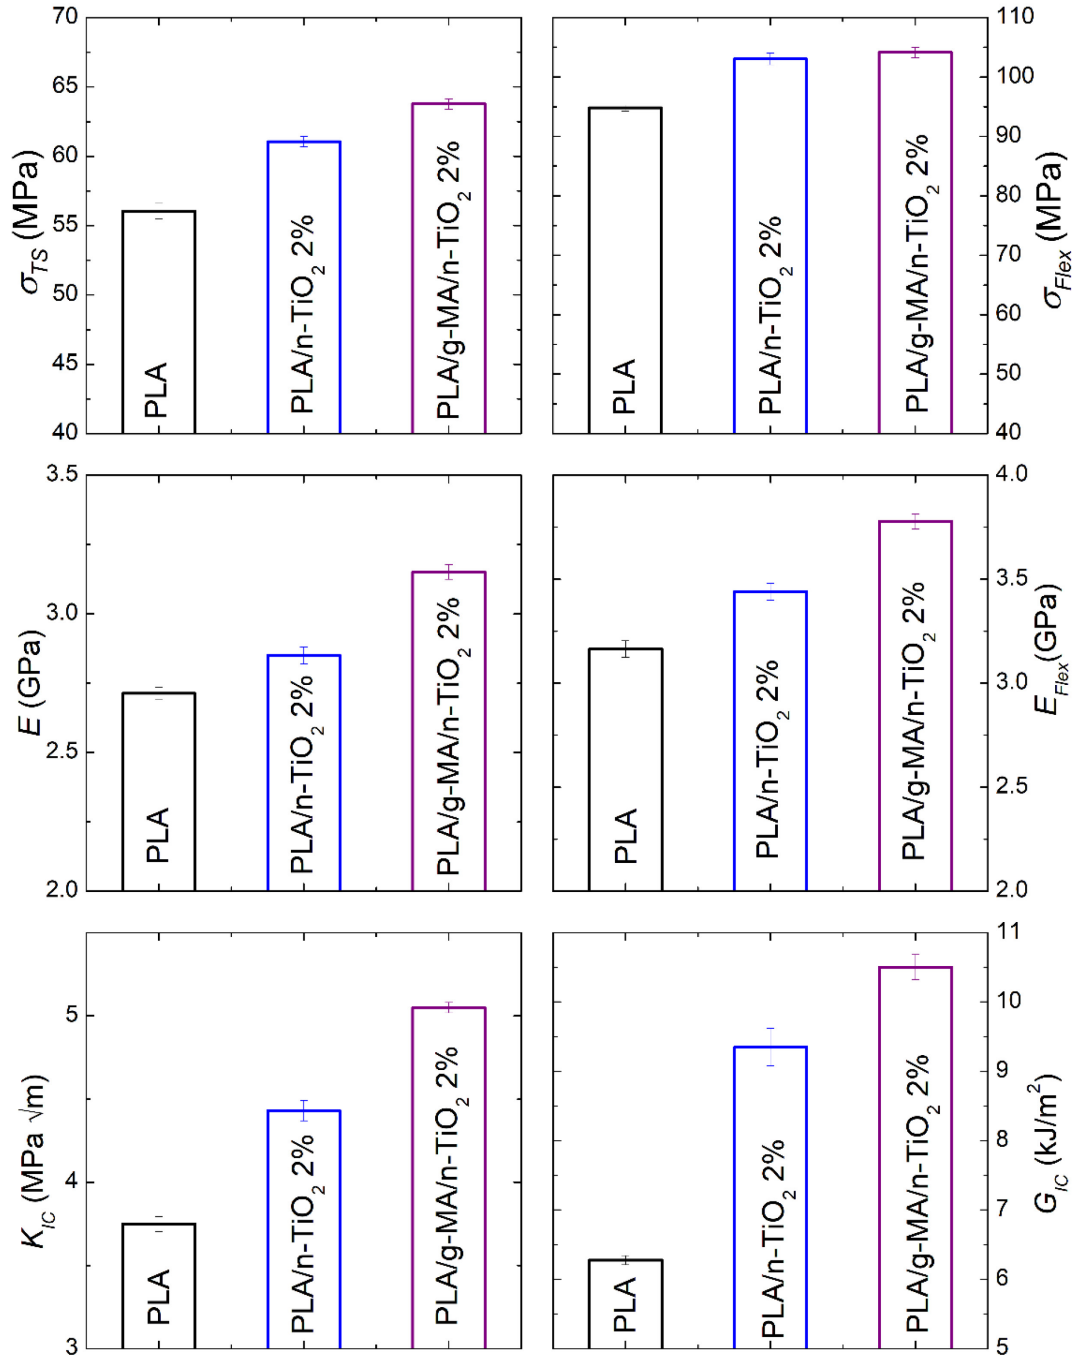 70
65
60
55
50
45
40
σTS (MPa)
PLA
PLA/n-TiO2 2%
PLA/g-MA/n-TiO2 2%
110
100
90
80
70
60
50
40
σFlex (MPa)
PLA
PLA/n-TiO2 2%
PLA/g-MA/n-TiO2 2%
3.5
3.0
2.5
2.0
E (GPa)
PLA
PLA/n-TiO2 2%
PLA/g-MA/n-TiO2 2%
4.0
3.5
3.0
2.5
2.0
EFlex(GPa)
PLA
PLA/n-TiO2 2%
PLA/g-MA/n-TiO2 2%
5
4
3
KIC (MPa √m)
PLA
PLA/n-TiO2 2%
PLA/g-MA/n-TiO2 2%
11
10
9
8
7
6
5
GIC (kJ/m²)
PLA
PLA/n-TiO2 2%
PLA/g-MA/n-TiO2 2%